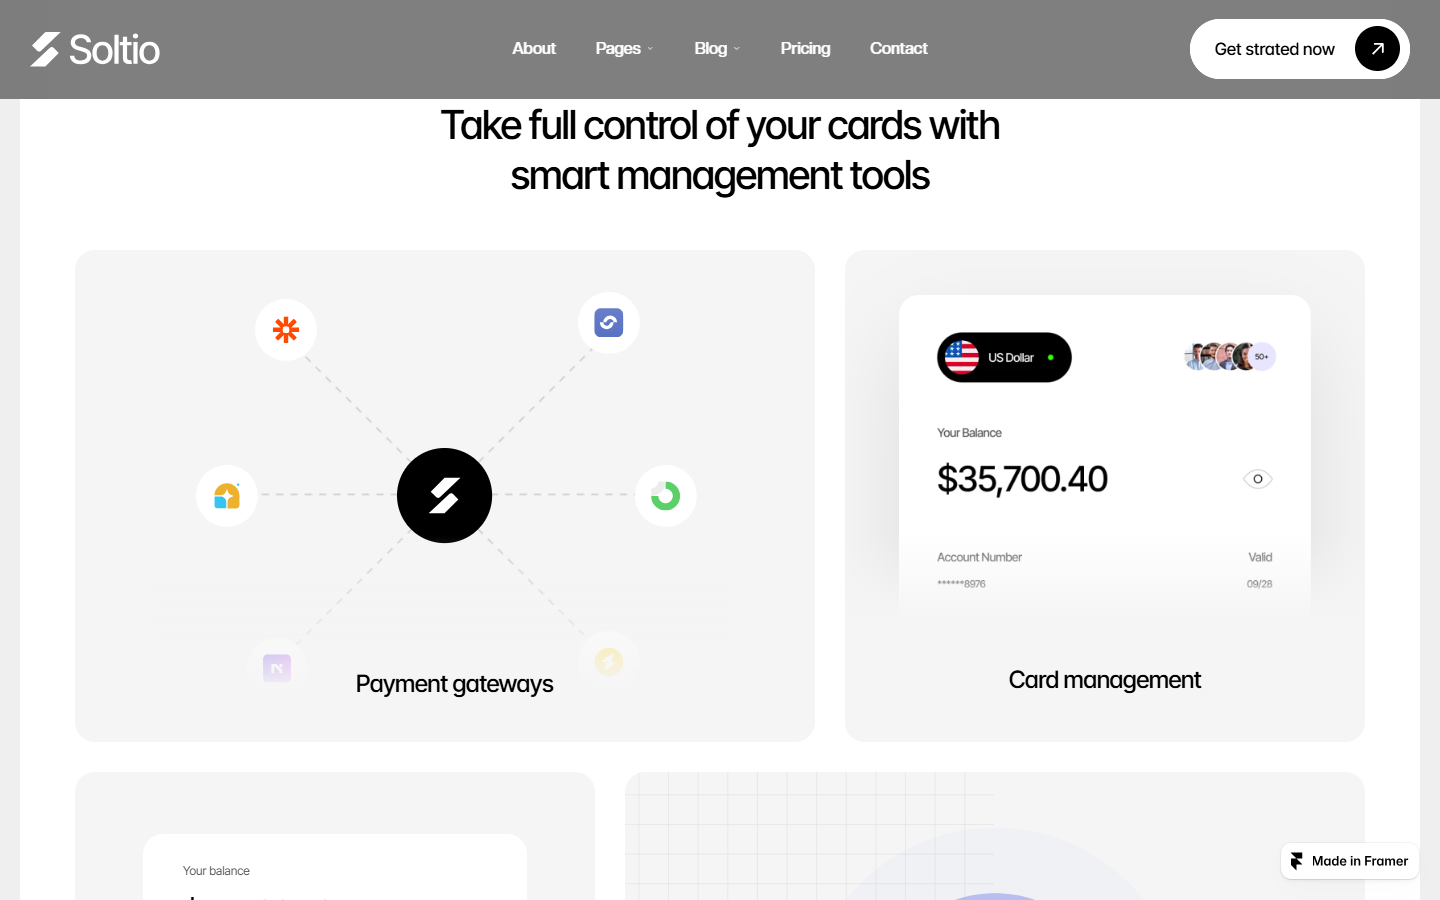 Soltio
About
Pages
Blog
Pricing
Contact
Get strated now
Take full control of your cards with
smart management tools
US Dollar
50+
Your Balance
$35,700.40
Account Number
Valid
******8976
09/28
Payment gateways
Card management
Your balance
Made in Framer